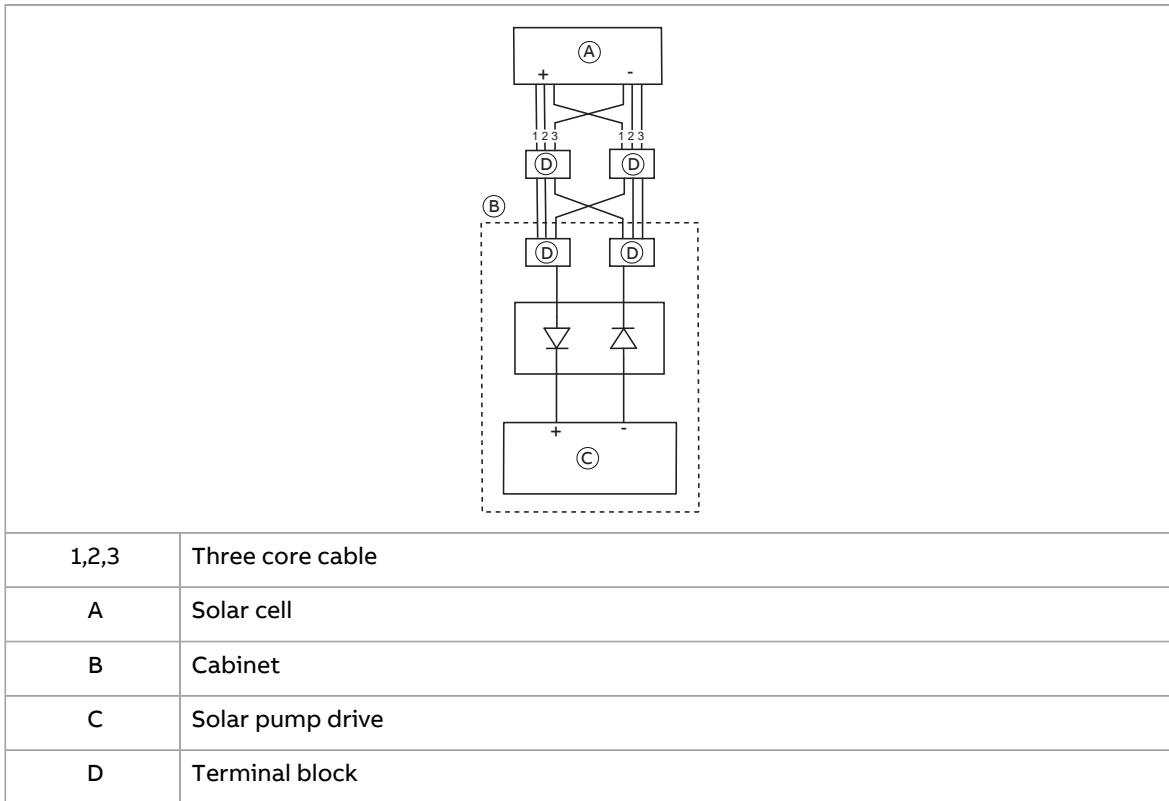 A
+ -
1 2 3 1 2 3
D D
B
D D
+ -
C
1,2,3 Three core cable
A Solar cell
B Cabinet
C Solar pump drive
D Terminal block